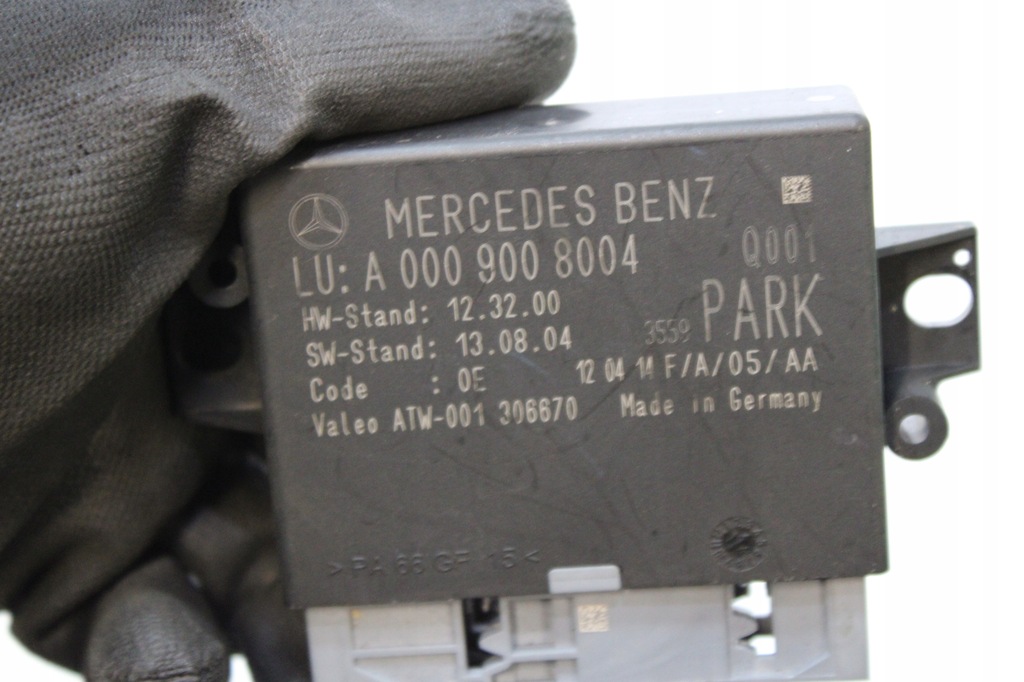 MERCEDES BENZ
LU: A 000 900 8004 Q001
HW-Stand: 12.32.00
3559 PARK
SW-Stand: 13.08.04
Code : 0E 12 04 14 F/A/05/AA
Valeo ATW-001 306670 Made in Germany
>PA 66 GF 15<